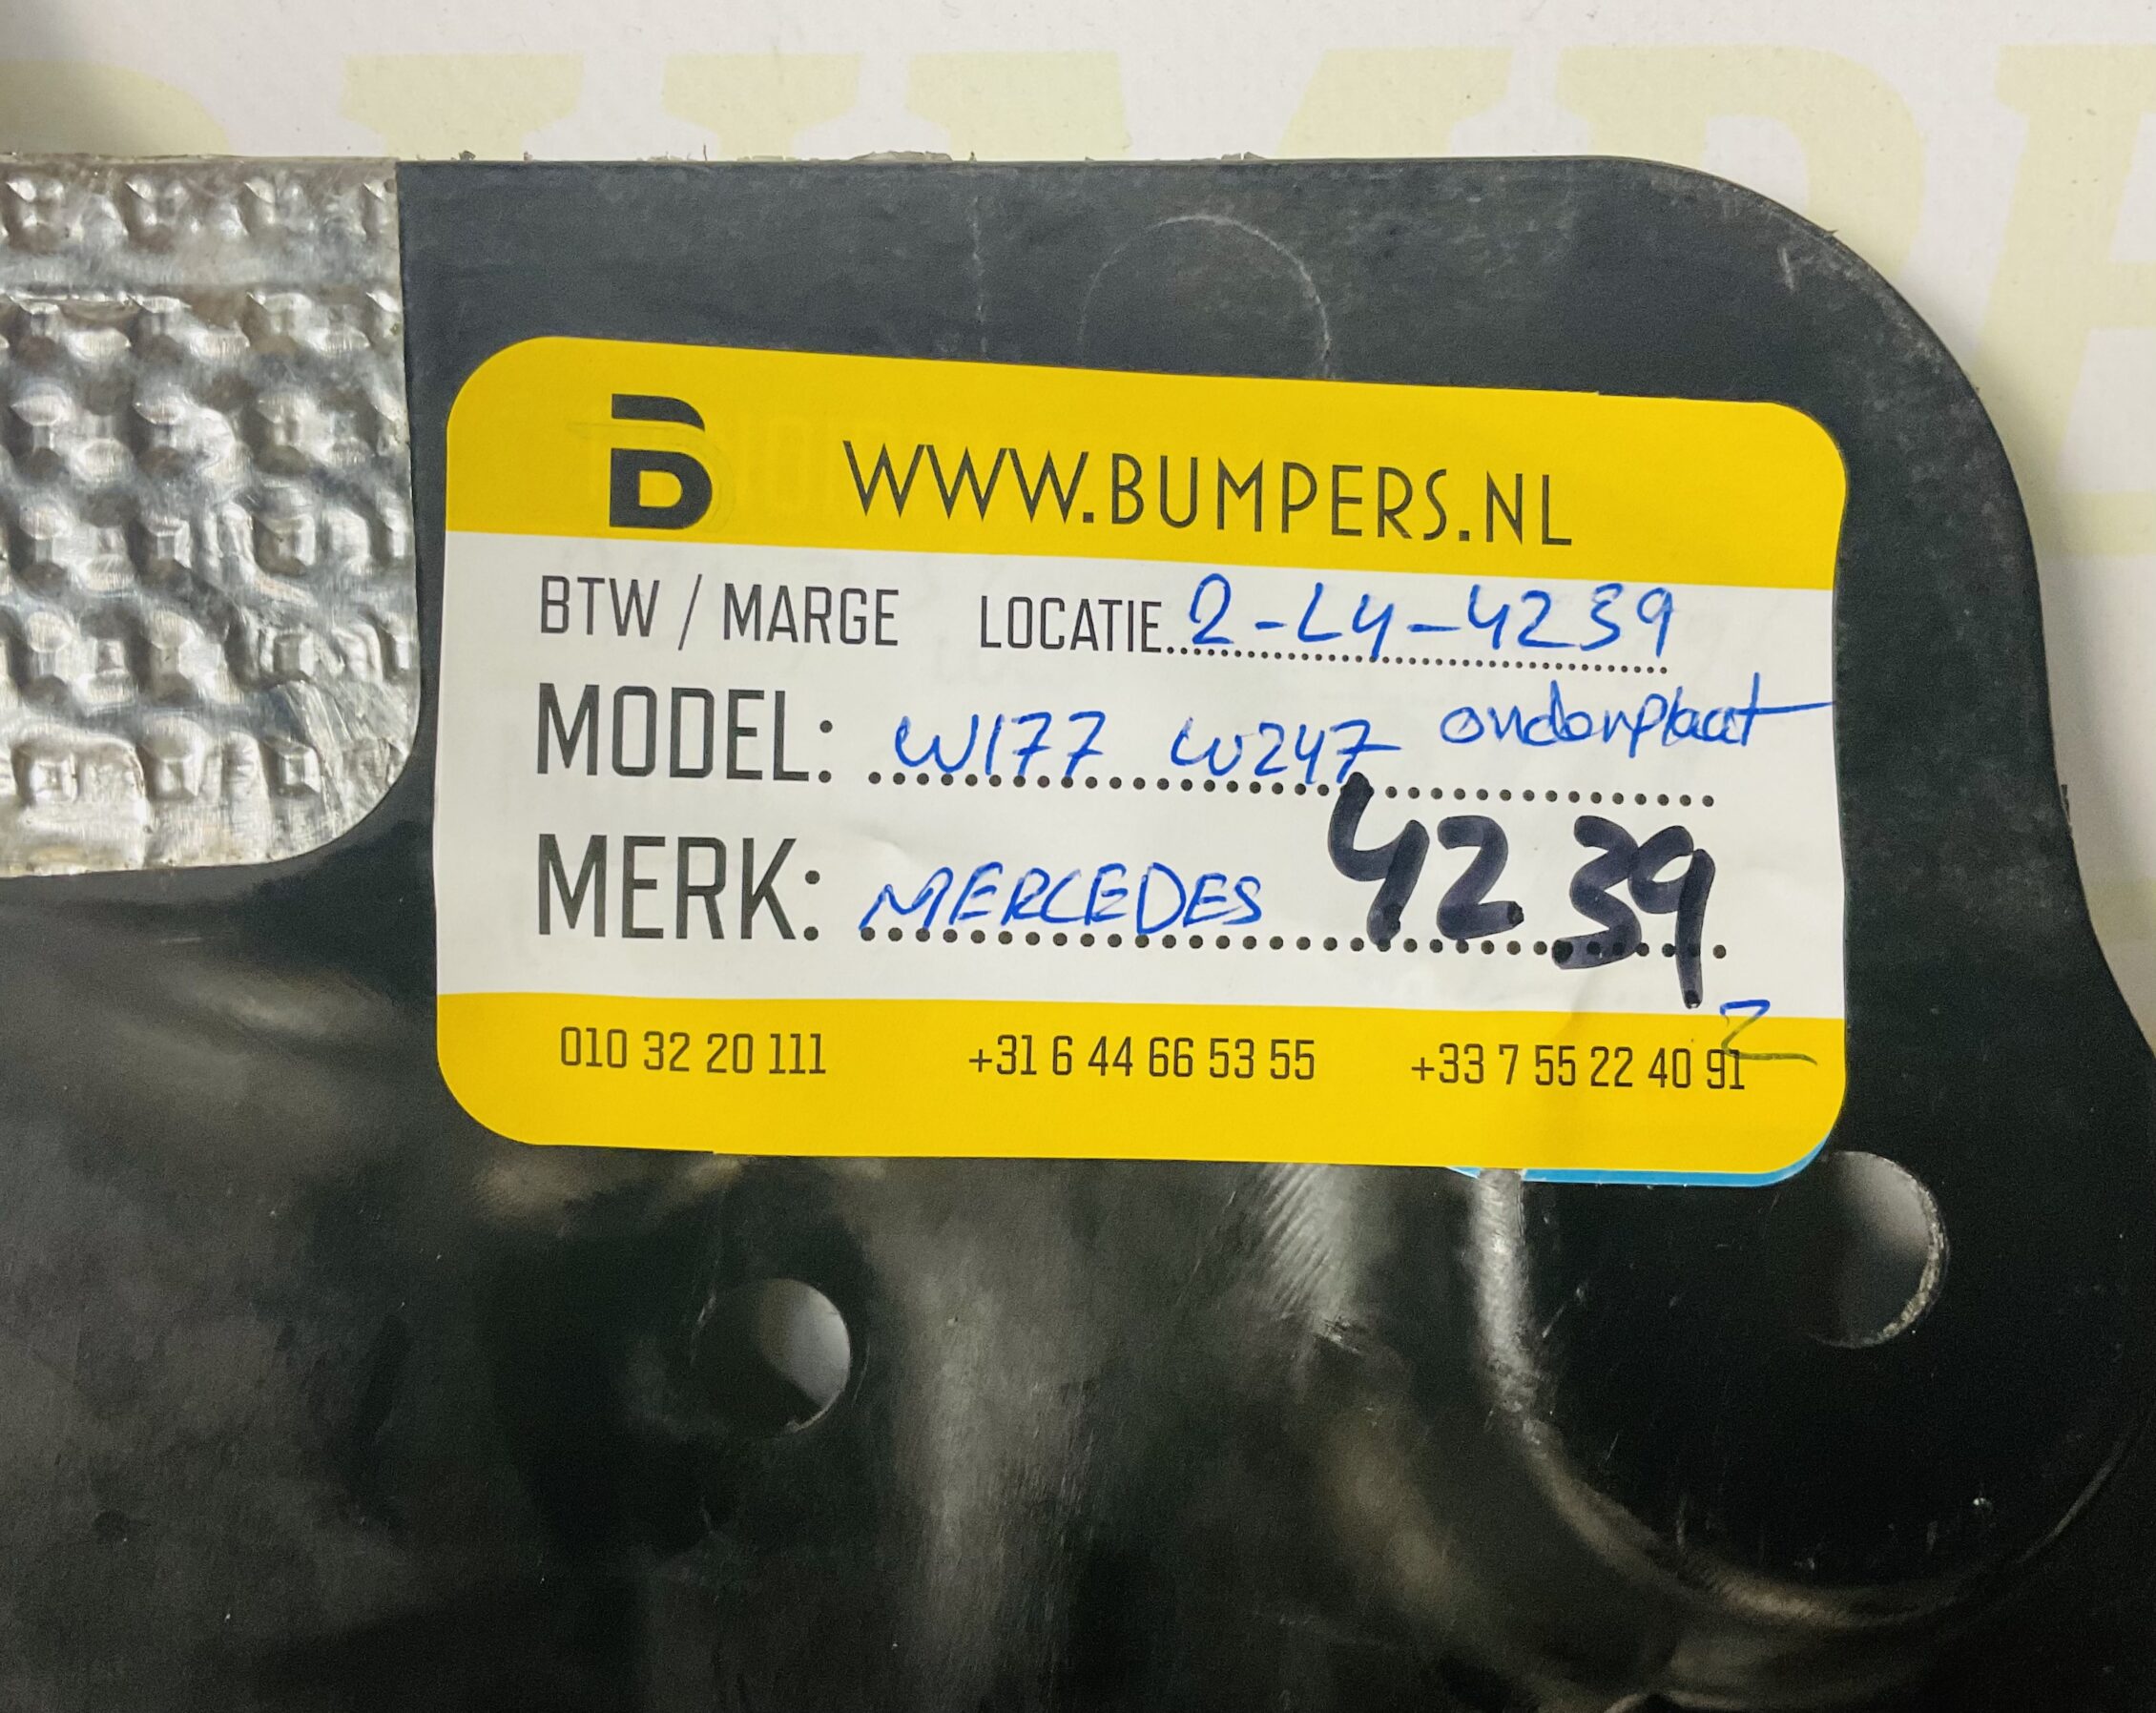 B WWW.BUMPERS.NL
BTW / MARGE LOCATIE 2-L4-4239
MODEL: W177 W247 onderplaat
MERK: MERCEDES 4239
Z
010 32 20 111 +31 6 44 66 53 55 +33 7 55 22 40 91